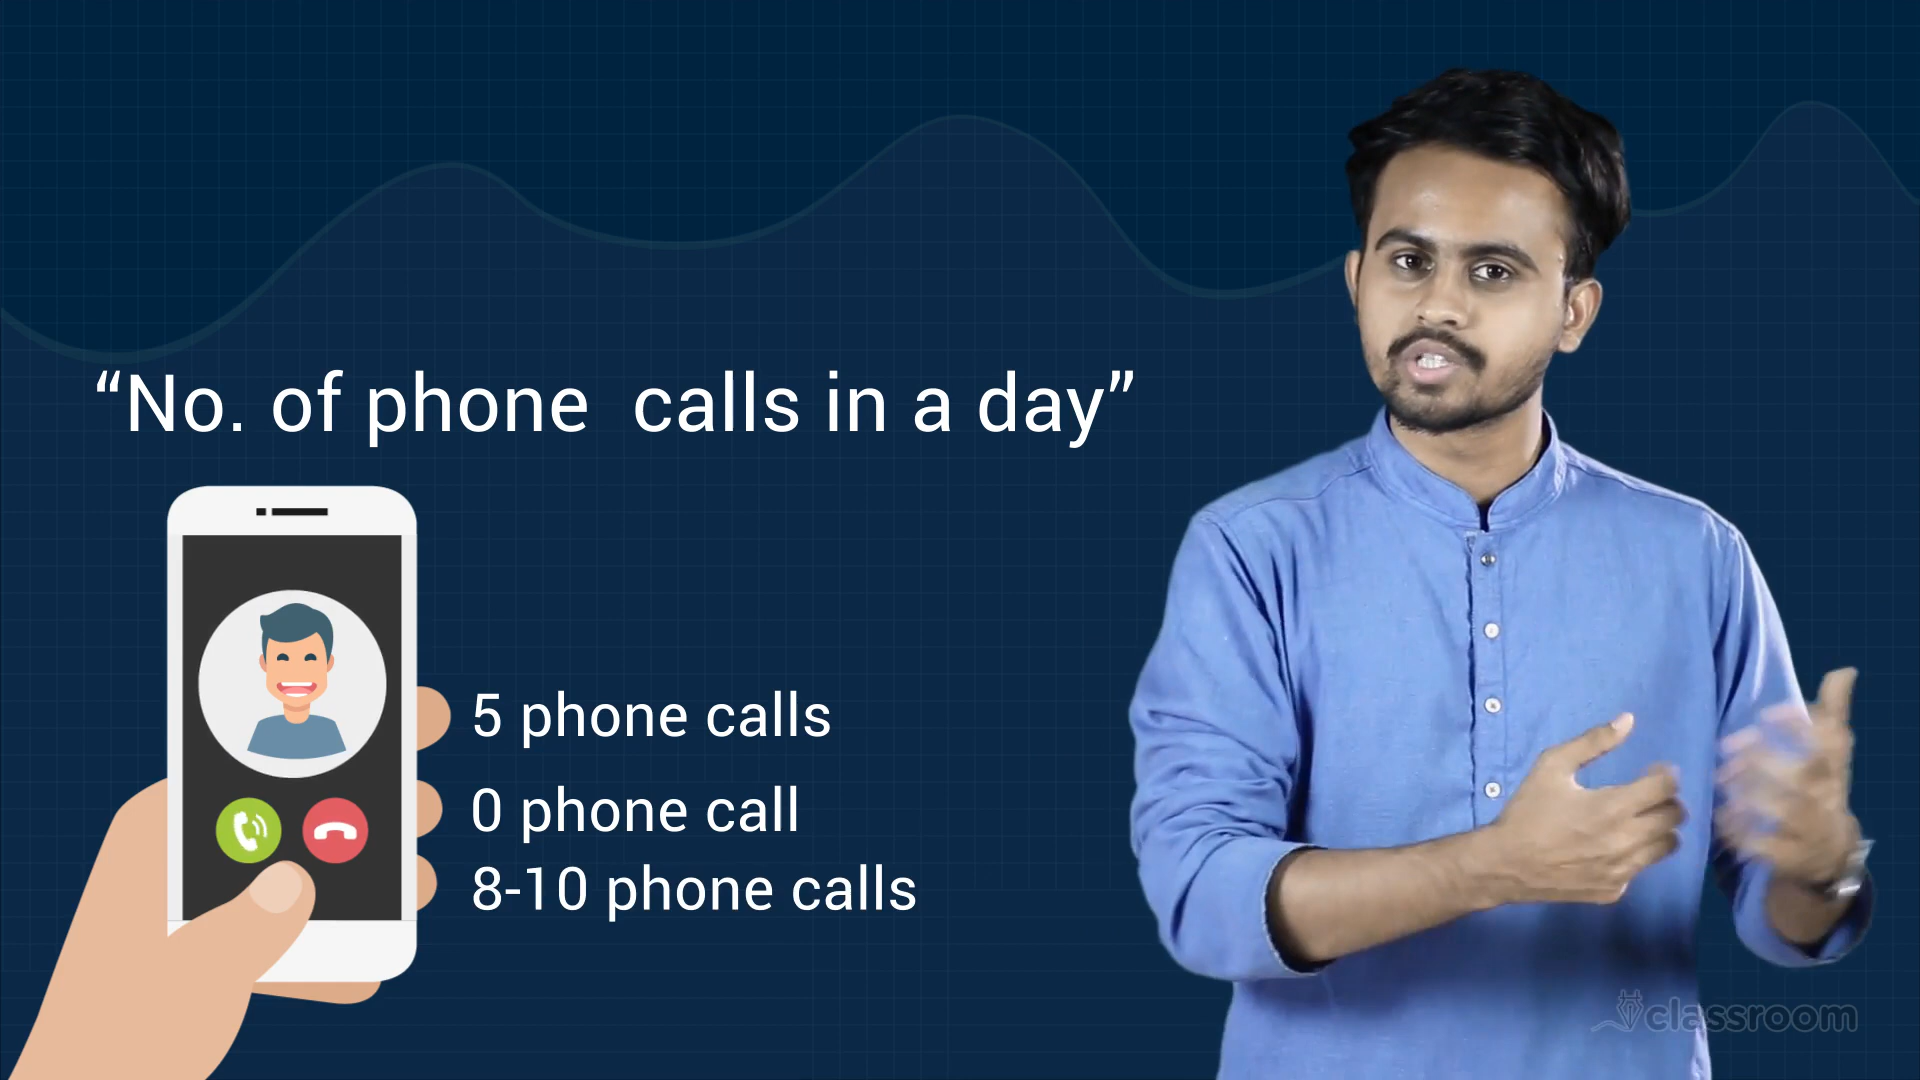 “No. of phone calls in a day”
5 phone calls
0 phone call
8-10 phone calls
classroom